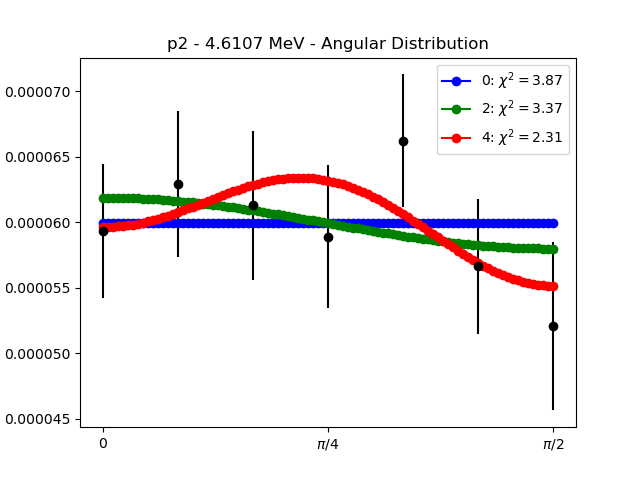 p2 - 4.6107 MeV - Angular Distribution
0: χ² = 3.87
2: χ² = 3.37
4: χ² = 2.31
0.000070
0.000065
0.000060
0.000055
0.000050
0.000045
0 π/4 π/2